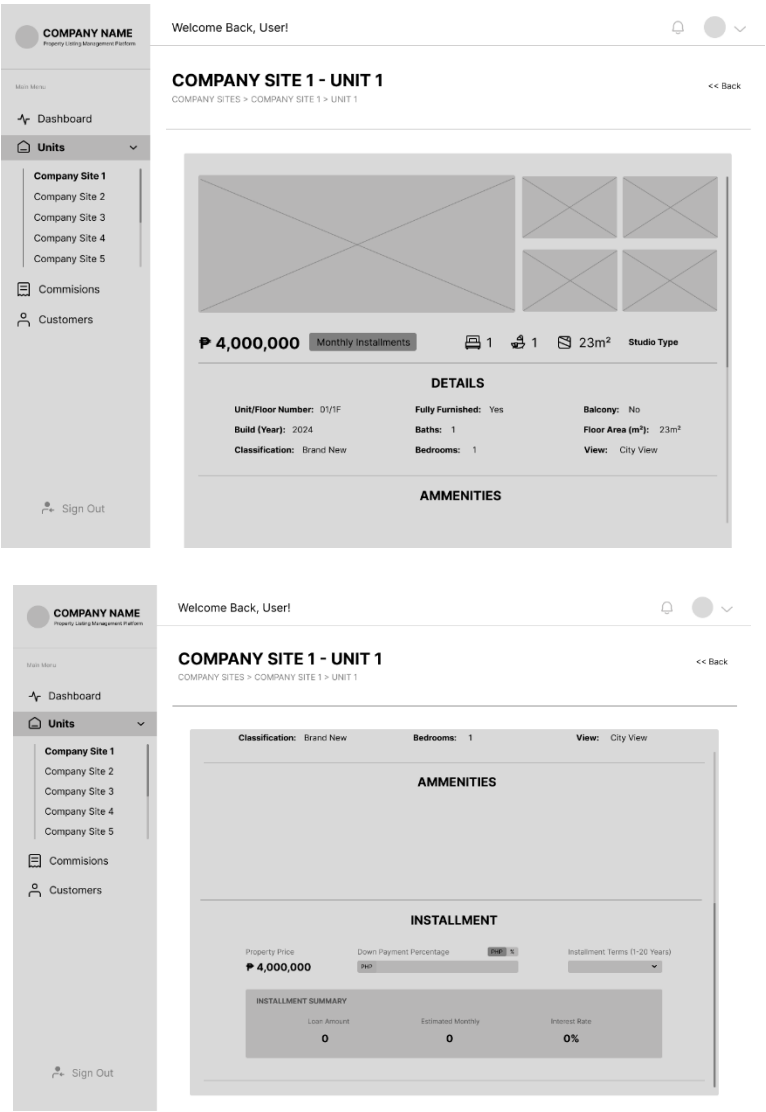 COMPANY NAME
Property Listing Management Platform
Welcome Back, User!
Main Menu
COMPANY SITE 1 - UNIT 1
<< Back
COMPANY SITES > COMPANY SITE 1 > UNIT 1
Dashboard
Units
Company Site 1
Company Site 2
Company Site 3
Company Site 4
Company Site 5
Commisions
Customers
Sign Out
₱ 4,000,000 Monthly Installments 1 1 23m² Studio Type
DETAILS
Unit/Floor Number: 01/1F Fully Furnished: Yes Balcony: No
Build (Year): 2024 Baths: 1 Floor Area (m²): 23m²
Classification: Brand New Bedrooms: 1 View: City View
AMMENITIES
COMPANY NAME
Property Listing Management Platform
Welcome Back, User!
Main Menu
COMPANY SITE 1 - UNIT 1
<< Back
COMPANY SITES > COMPANY SITE 1 > UNIT 1
Dashboard
Units
Company Site 1
Company Site 2
Company Site 3
Company Site 4
Company Site 5
Commisions
Customers
Sign Out
Classification: Brand New Bedrooms: 1 View: City View
AMMENITIES
INSTALLMENT
Property Price Down Payment Percentage PHP % Installment Terms (1-20 Years)
₱ 4,000,000 PHP
INSTALLMENT SUMMARY
Loan Amount Estimated Monthly Interest Rate
0 0 0%